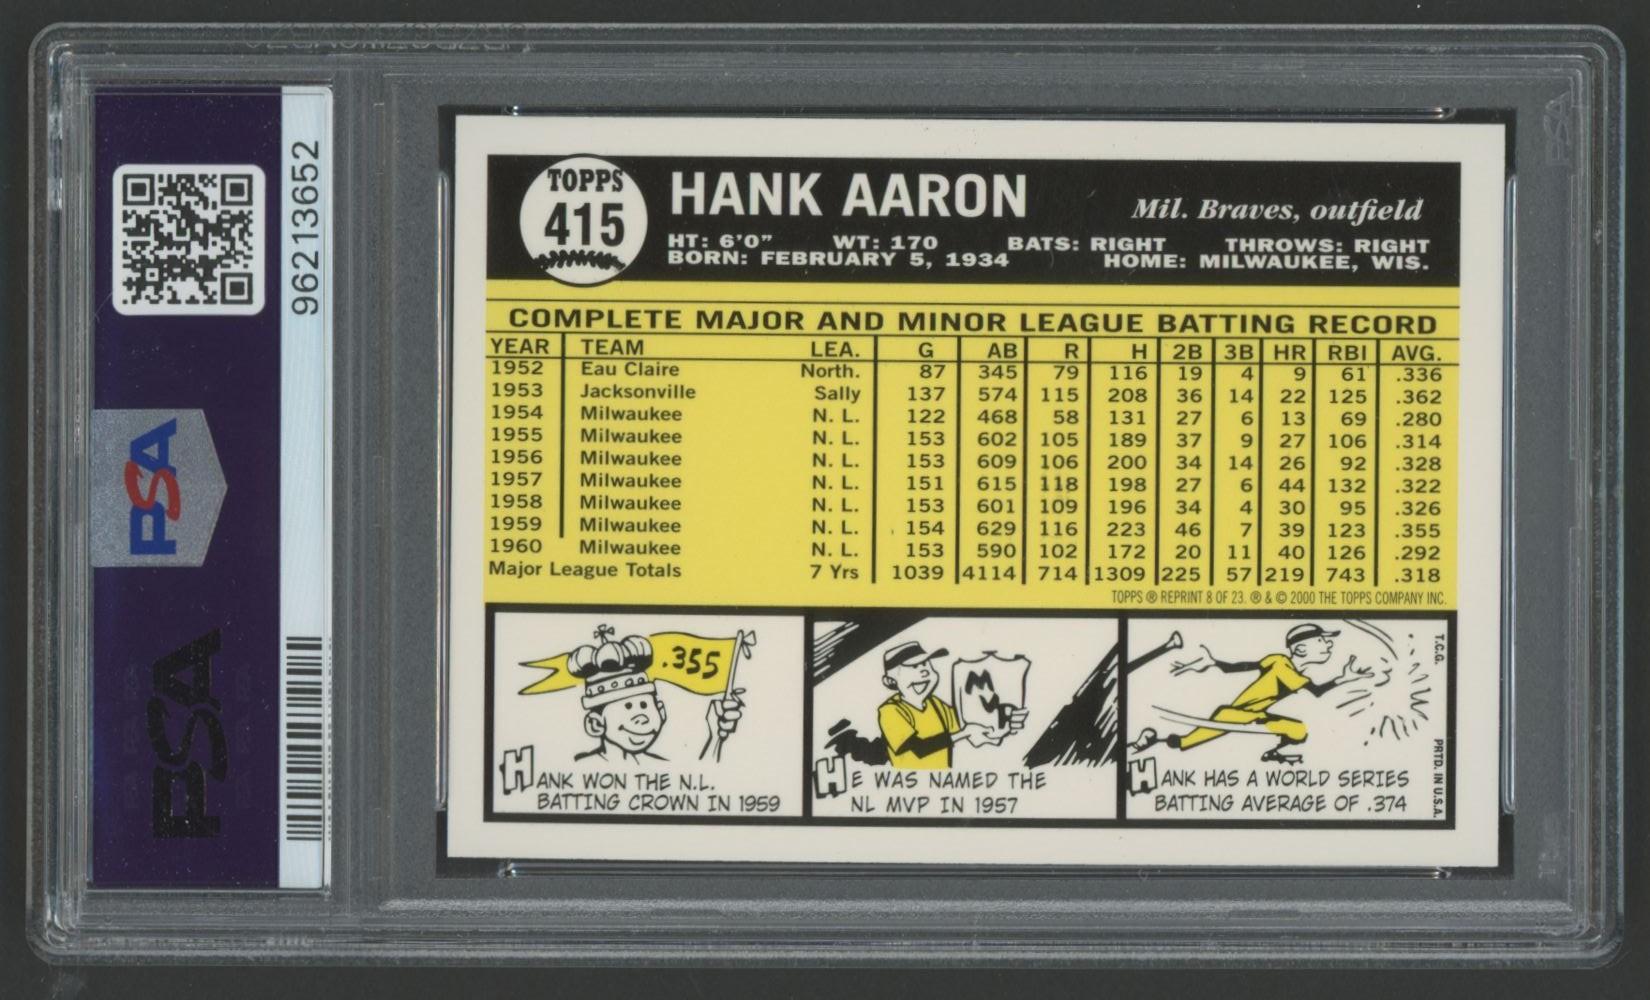 96213652
PSA
PSA
TOPPS
415
HANK AARON
Mil. Braves, outfield
HT: 6'0" WT: 170 BATS: RIGHT THROWS: RIGHT
BORN: FEBRUARY 5, 1934 HOME: MILWAUKEE, WIS.
COMPLETE MAJOR AND MINOR LEAGUE BATTING RECORD
YEAR TEAM LEA. G AB R H 2B 3B HR RBI AVG.
1952 Eau Claire North. 87 345 79 116 19 4 9 61 .336
1953 Jacksonville Sally 137 574 115 208 36 14 22 125 .362
1954 Milwaukee N. L. 122 468 58 131 27 6 13 69 .280
1955 Milwaukee N. L. 153 602 105 189 37 9 27 106 .314
1956 Milwaukee N. L. 153 609 106 200 34 14 26 92 .328
1957 Milwaukee N. L. 151 615 118 198 27 6 44 132 .322
1958 Milwaukee N. L. 153 601 109 196 34 4 30 95 .326
1959 Milwaukee N. L. 154 629 116 223 46 7 39 123 .355
1960 Milwaukee N. L. 153 590 102 172 20 11 40 126 .292
Major League Totals 7 Yrs 1039 4114 714 1309 225 57 219 743 .318
TOPPS ® REPRINT 8 OF 23. ® & © 2000 THE TOPPS COMPANY INC.
.355
HANK WON THE N.L.
BATTING CROWN IN 1959
MVP
HE WAS NAMED THE
NL MVP IN 1957
HANK HAS A WORLD SERIES
BATTING AVERAGE OF .374
T.C.G.
PRTD. IN U.S.A.
PSA